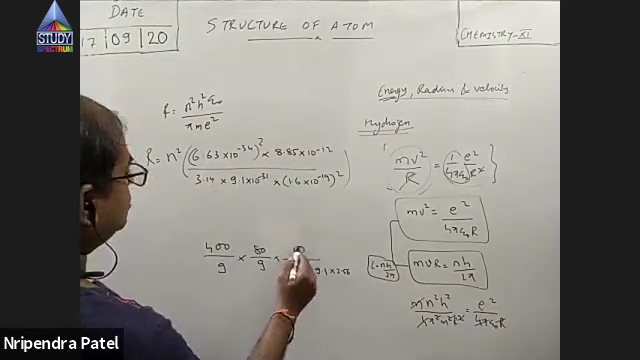 STUDY
SPECTRUM
DATE
17 09 20
STRUCTURE OF ATOM
CHEMISTRY-XI
R = n²h²ε₀ / πme²
R = n² ( (6.63×10⁻³⁴)² × 8.85×10⁻¹² / 3.14 × 9.1×10⁻³¹ × (1.6×10⁻¹⁹)² )
400/9 × 80/9 ×
9.1×2.56
Energy, Radius & velocity
Hydrogen
mv²/R = 1/4πε₀ e²/R²
mv² = e²/4πε₀R
mvR = nh/2π
L = nh/2π
= e²/4πε₀R
Nripendra Patel